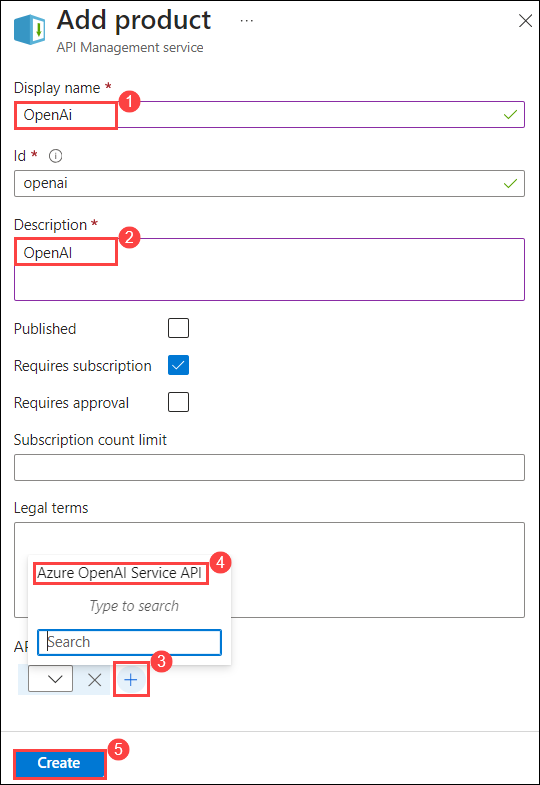 Add product ...
API Management service
Display name *
1
OpenAi
Id *
openai
Description *
2
OpenAI
Published
Requires subscription
Requires approval
Subscription count limit
Legal terms
4
Azure OpenAI Service API
Type to search
Search
3
5
Create